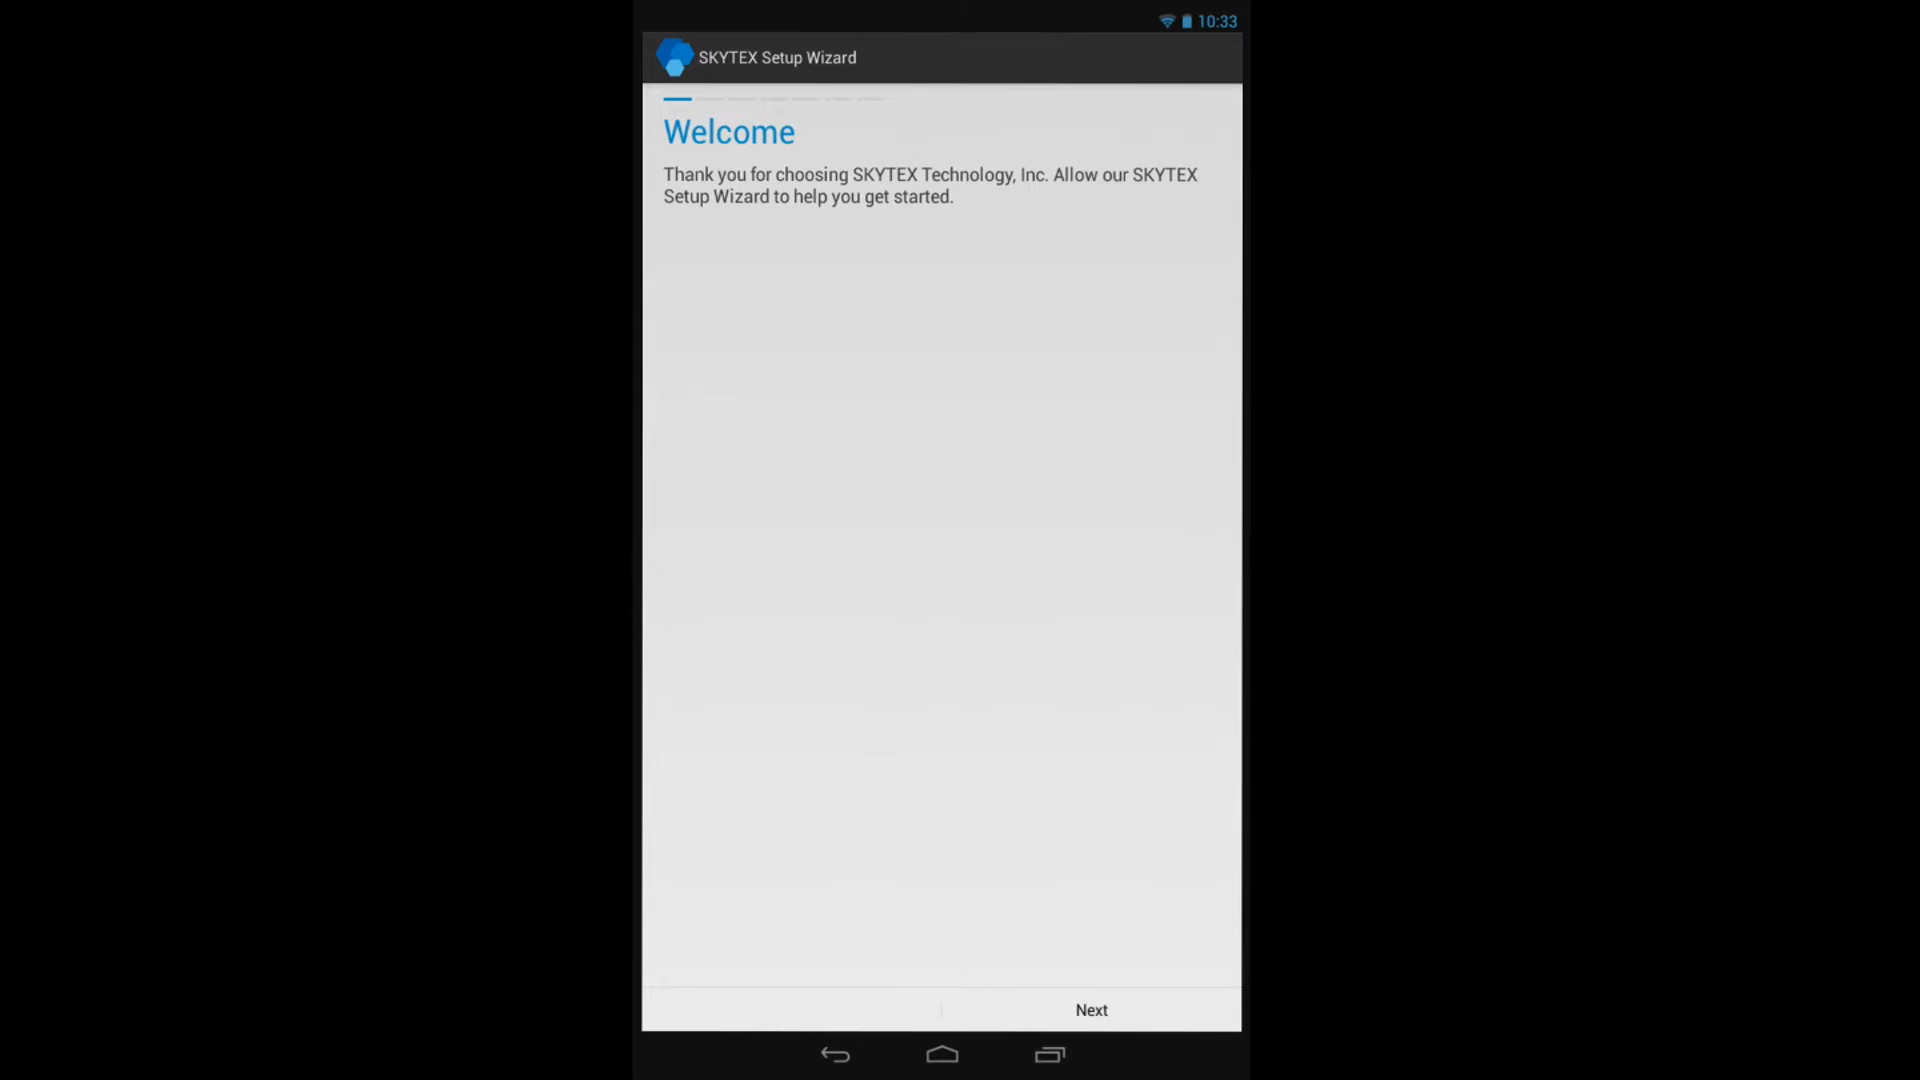 10:33
SKYTEX Setup Wizard
Welcome
Thank you for choosing SKYTEX Technology, Inc. Allow our SKYTEX
Setup Wizard to help you get started.
Next